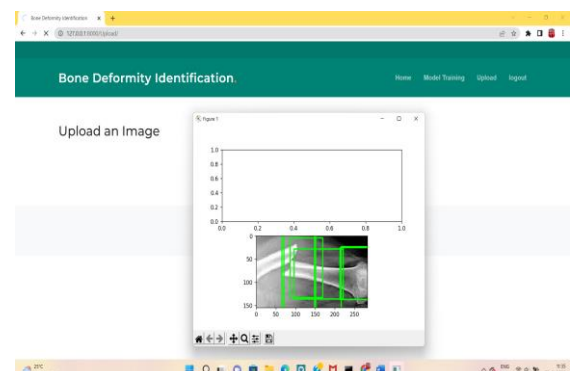 Bone Deformity Identification
127.0.0.1:8000/Upload/
Bone Deformity Identification.
Home Model Training Upload logout
Upload an Image
Figure 1
1.0
0.8
0.6
0.4
0.2
0.0
0.0 0.2 0.4 0.6 0.8 1.0
0
50
100
150
0 50 100 150 200 250
ENG